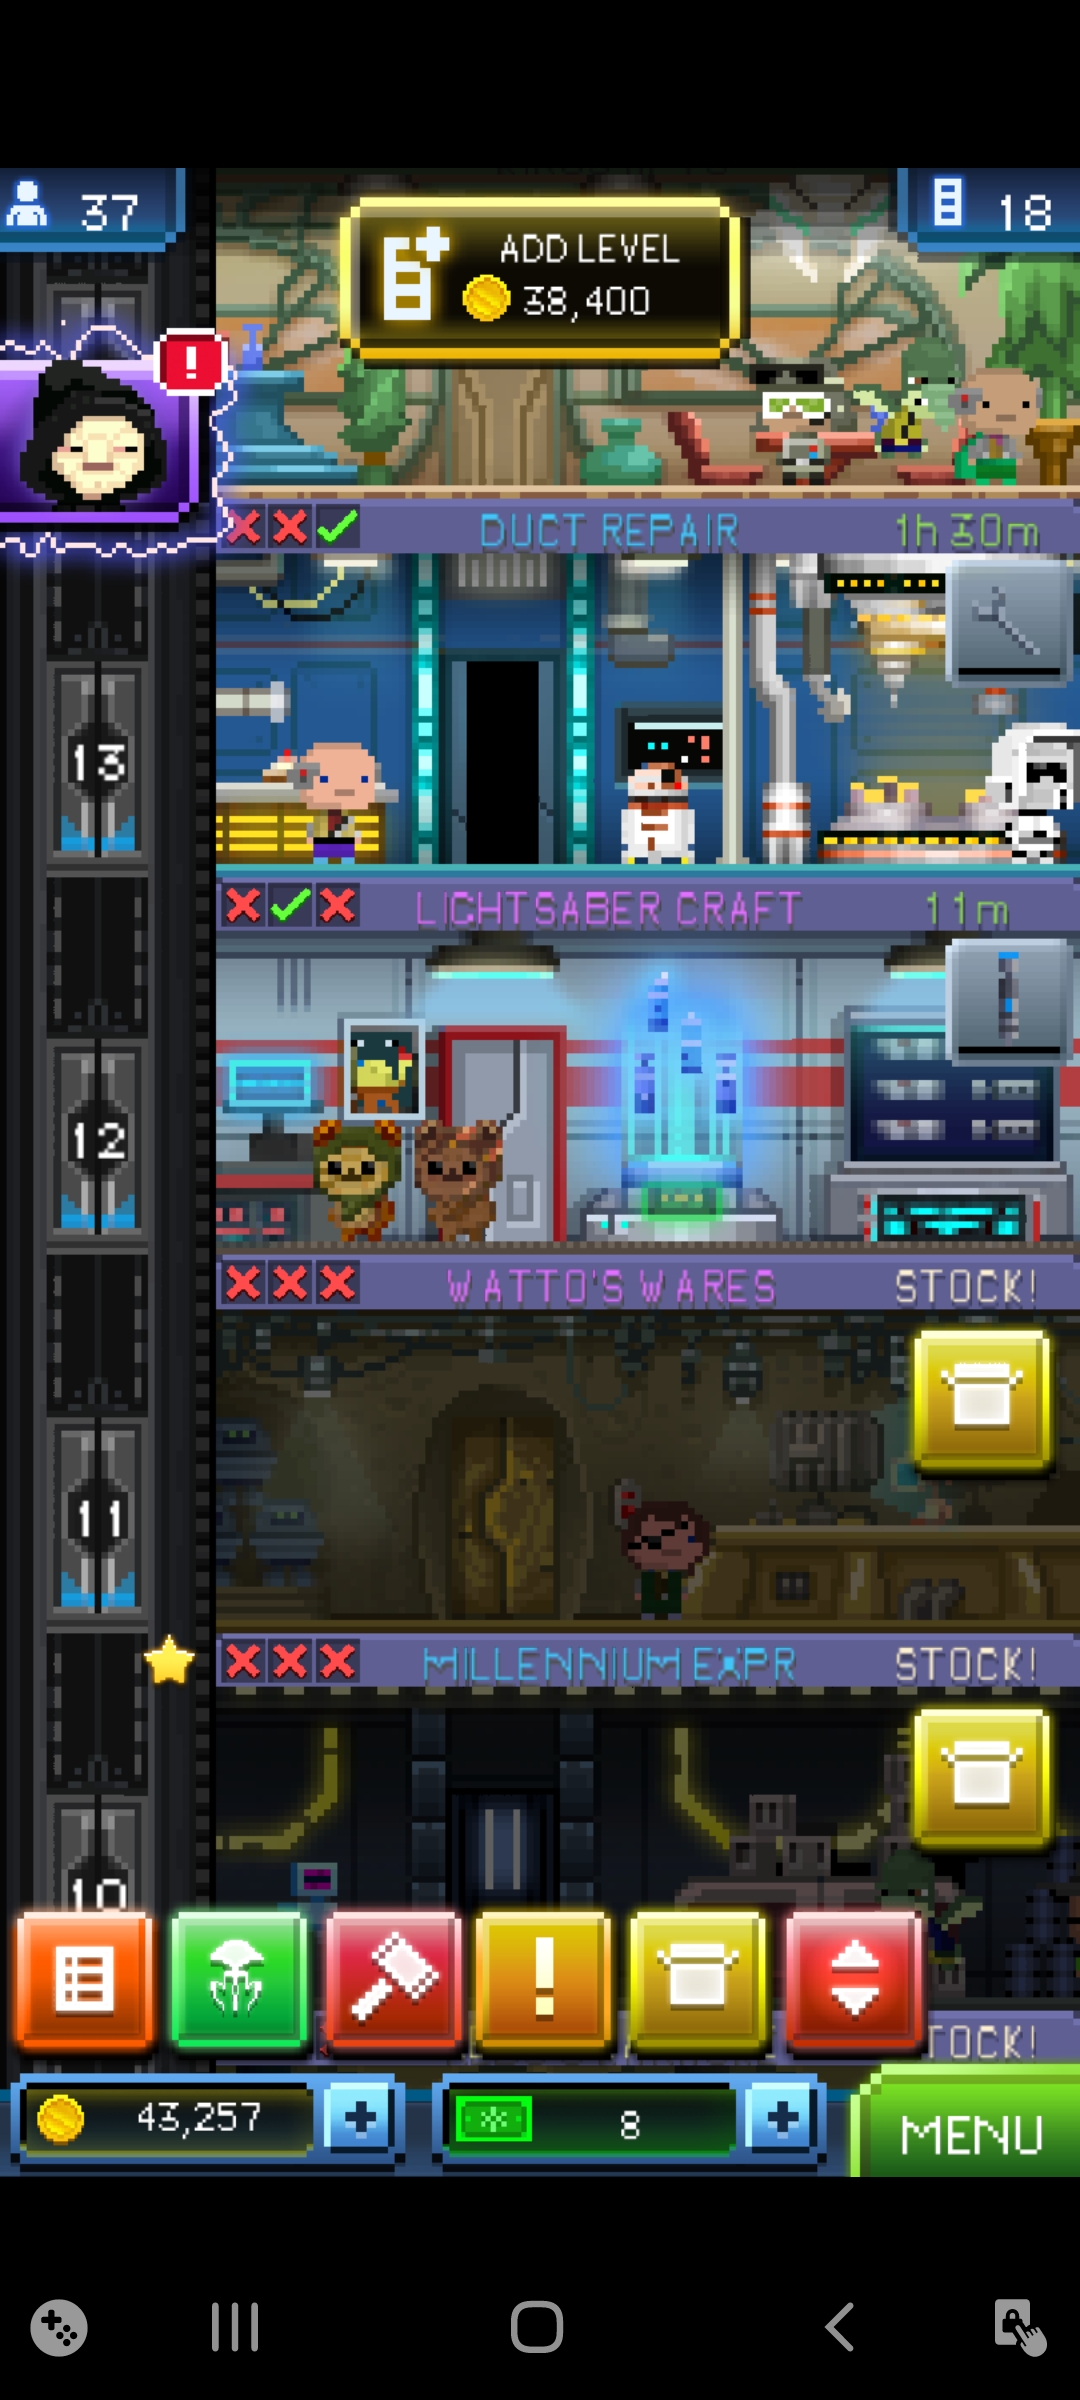 37
18
ADD LEVEL
38,400
!
DUCT REPAIR
1h 30m
13
LIGHTSABER CRAFT
11m
12
WATTO'S WARES
STOCK!
11
MILLENNIUM EXPR
STOCK!
10
!
TOCK!
43,257
8
MENU